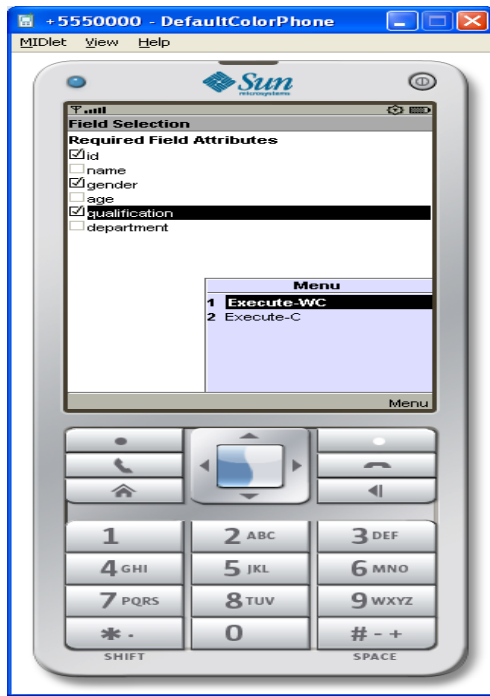 +5550000 - DefaultColorPhone
MIDlet View Help
Sun
microsystems
Field Selection
Required Field Attributes
id
name
gender
age
qualification
department
Menu
1 Execute-WC
2 Execute-C
Menu
1 2 ABC 3 DEF
4 GHI 5 JKL 6 MNO
7 PQRS 8 TUV 9 WXYZ
* . 0 # - +
SHIFT SPACE